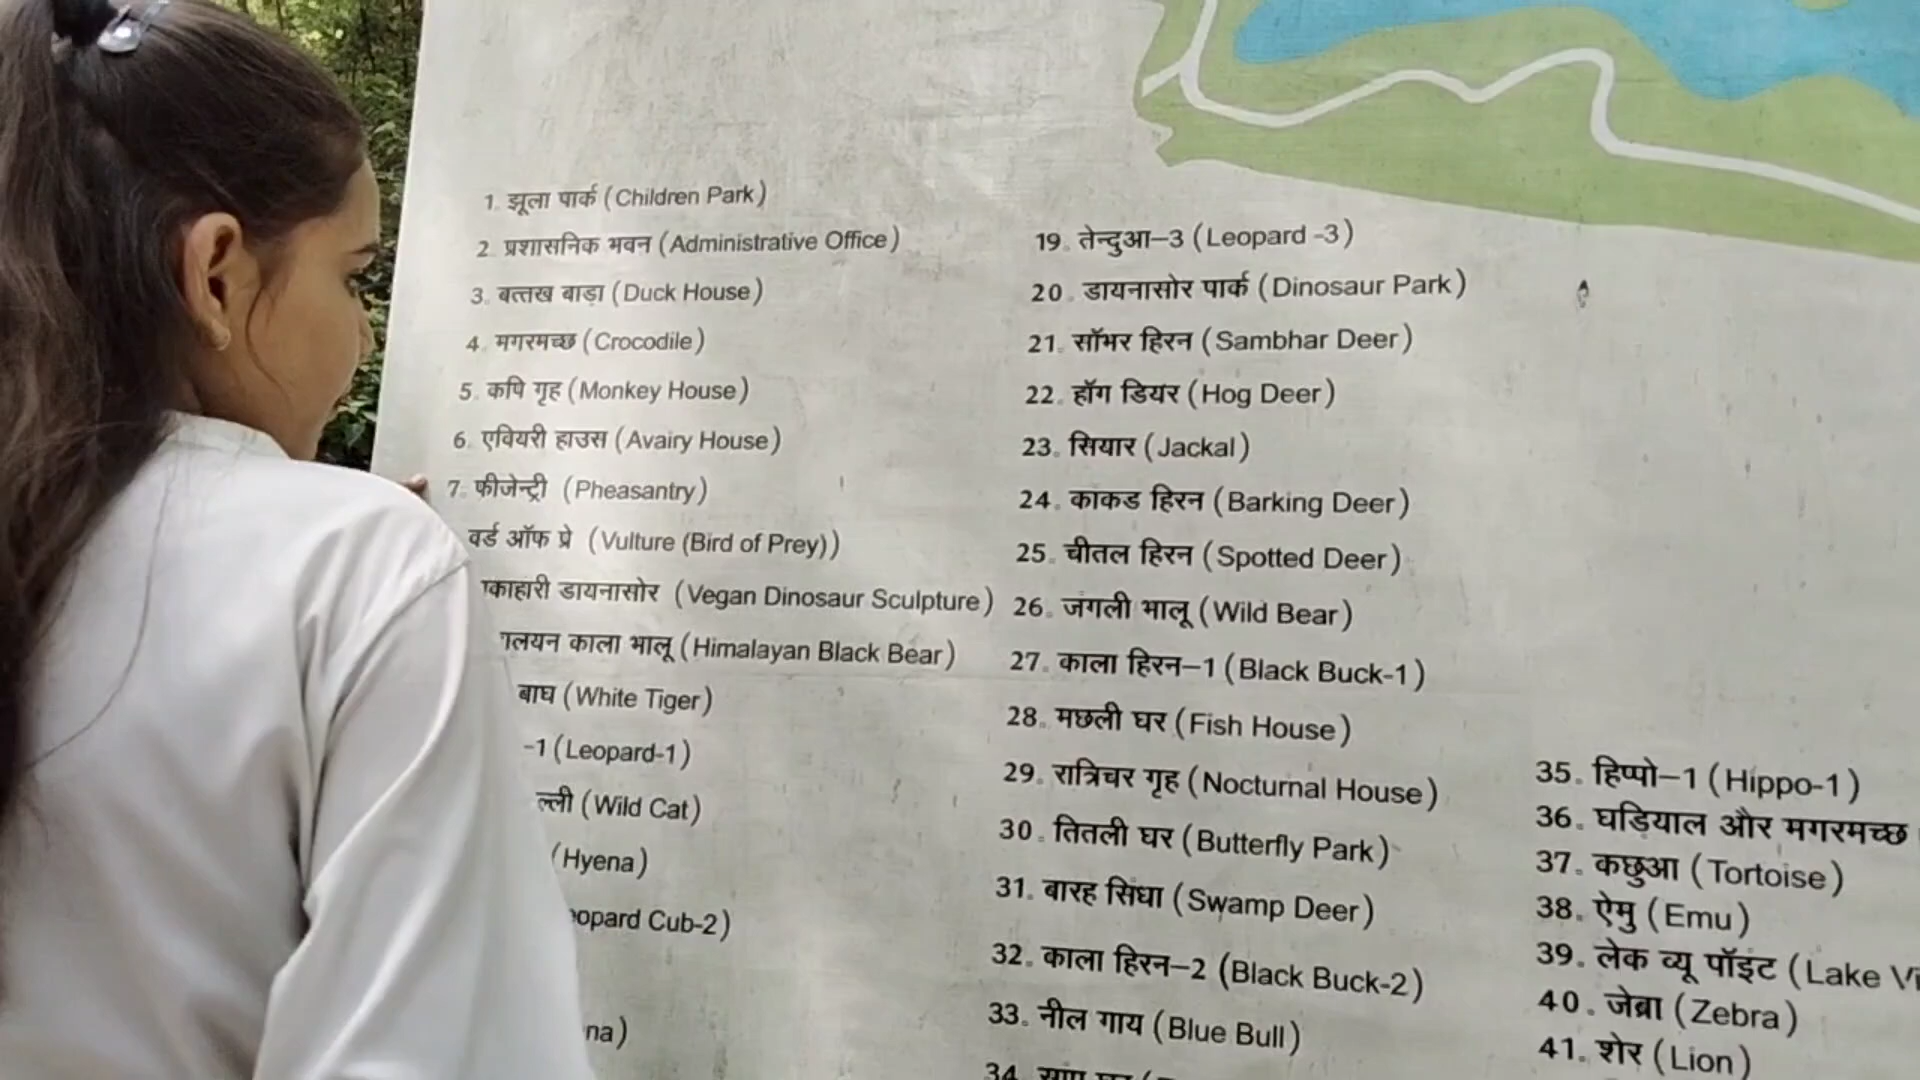 1. झूला पार्क (Children Park)
2. प्रशासनिक भवन (Administrative Office)
3. बत्तख बाड़ा (Duck House)
4. मगरमच्छ (Crocodile)
5. कपि गृह (Monkey House)
6. एवियरी हाउस (Avairy House)
7. फीजेन्ट्री (Pheasantry)
वर्ड ऑफ प्रे (Vulture (Bird of Prey))
डायनासोर (Vegan Dinosaur Sculpture)
काला भालू (Himalayan Black Bear)
बाघ (White Tiger)
-1 (Leopard-1)
(Wild Cat)
(Hyena)
Cub-2)
19. तेन्दुआ–3 (Leopard -3)
20. डायनासोर पार्क (Dinosaur Park)
21. सॉभर हिरन (Sambhar Deer)
22. हॉग डियर (Hog Deer)
23. सियार (Jackal)
24. काकड हिरन (Barking Deer)
25. चीतल हिरन (Spotted Deer)
26. जंगली भालू (Wild Bear)
27. काला हिरन–1 (Black Buck-1)
28. मछली घर (Fish House)
29. रात्रिचर गृह (Nocturnal House)
30. तितली घर (Butterfly Park)
31. बारह सिंधा (Swamp Deer)
32. काला हिरन–2 (Black Buck-2)
33. नील गाय (Blue Bull)
34.
35. हिप्पो–1 (Hippo-1)
36. घड़ियाल और मगरमच्छ
37. कछुआ (Tortoise)
38. ऐमु (Emu)
39. लेक व्यू पॉइंट (Lake
40. जेब्रा (Zebra)
41. शेर (Lion)